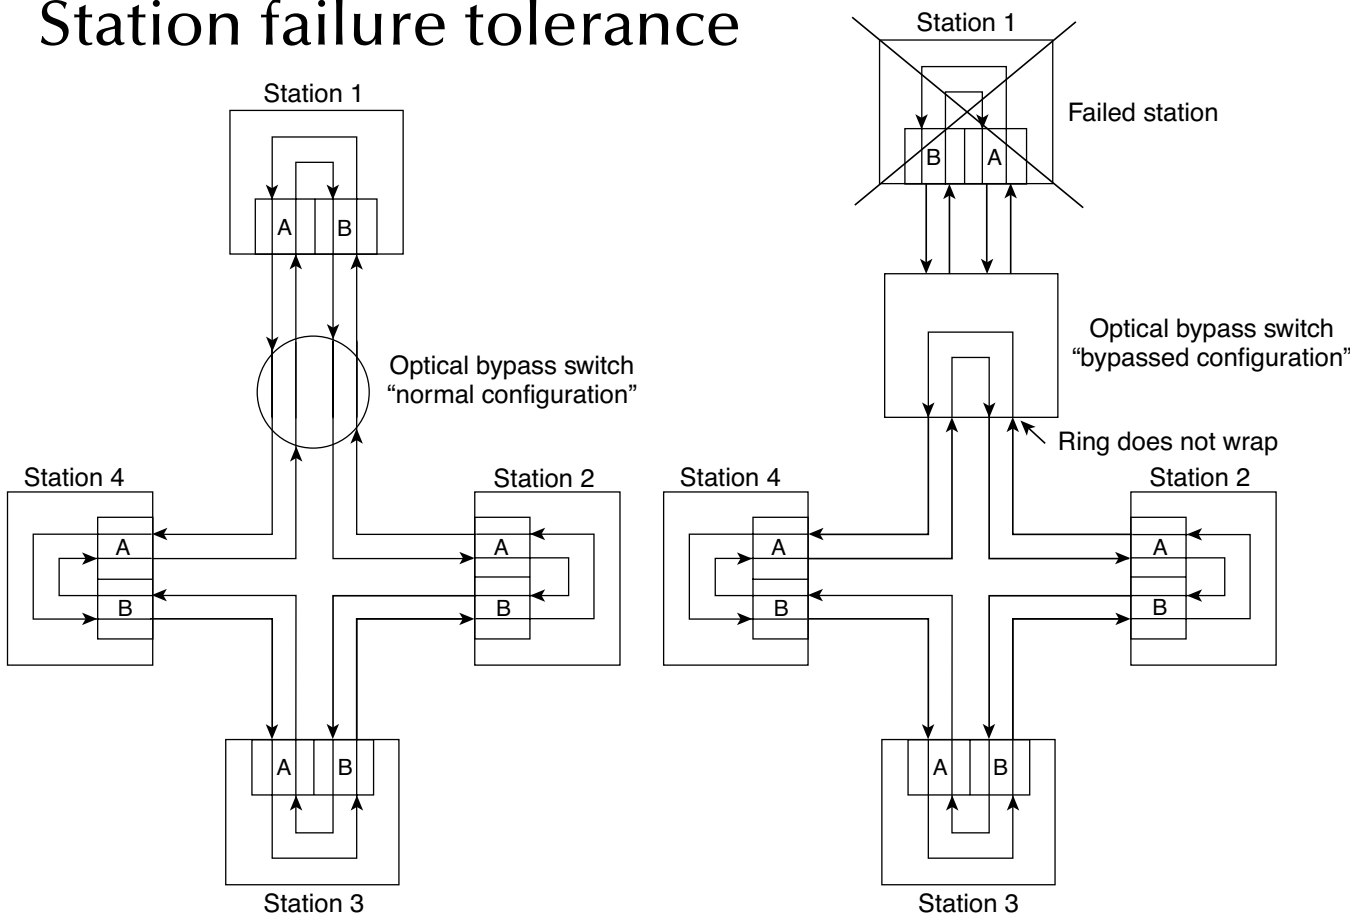 Station failure tolerance
Station 1
A B
Optical bypass switch
“normal configuration”
Station 4
A
B
Station 2
A
B
A B
Station 3
Station 1
Failed station
B A
Optical bypass switch
“bypassed configuration”
Ring does not wrap
Station 4
A
B
Station 2
A
B
A B
Station 3